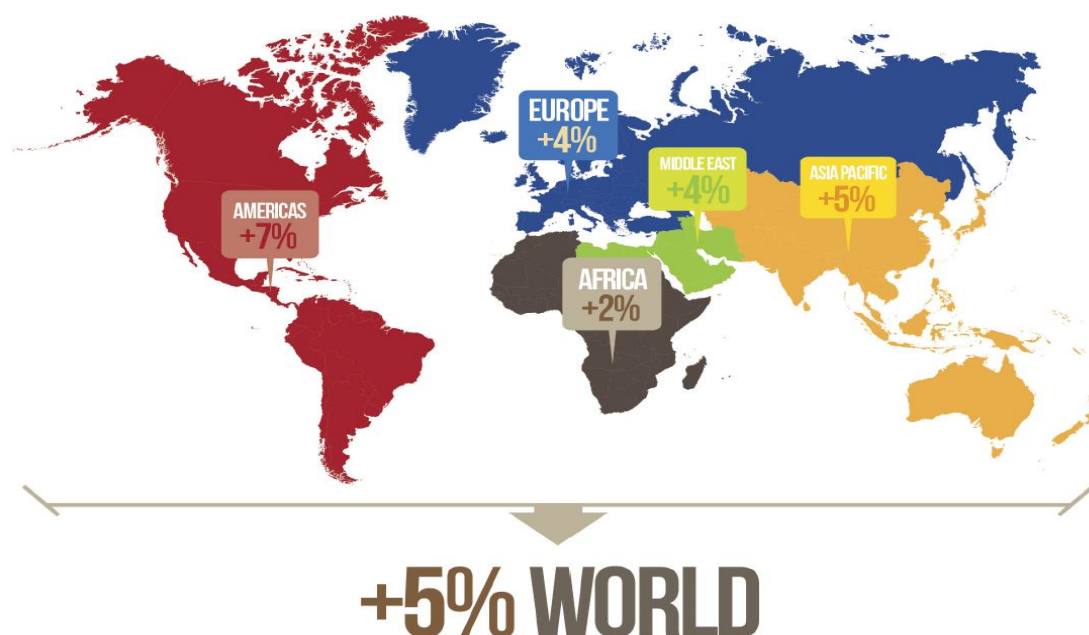 EUROPE
+4%
MIDDLE EAST
+4%
ASIA PACIFIC
+5%
AMERICAS
+7%
AFRICA
+2%
+5% WORLD